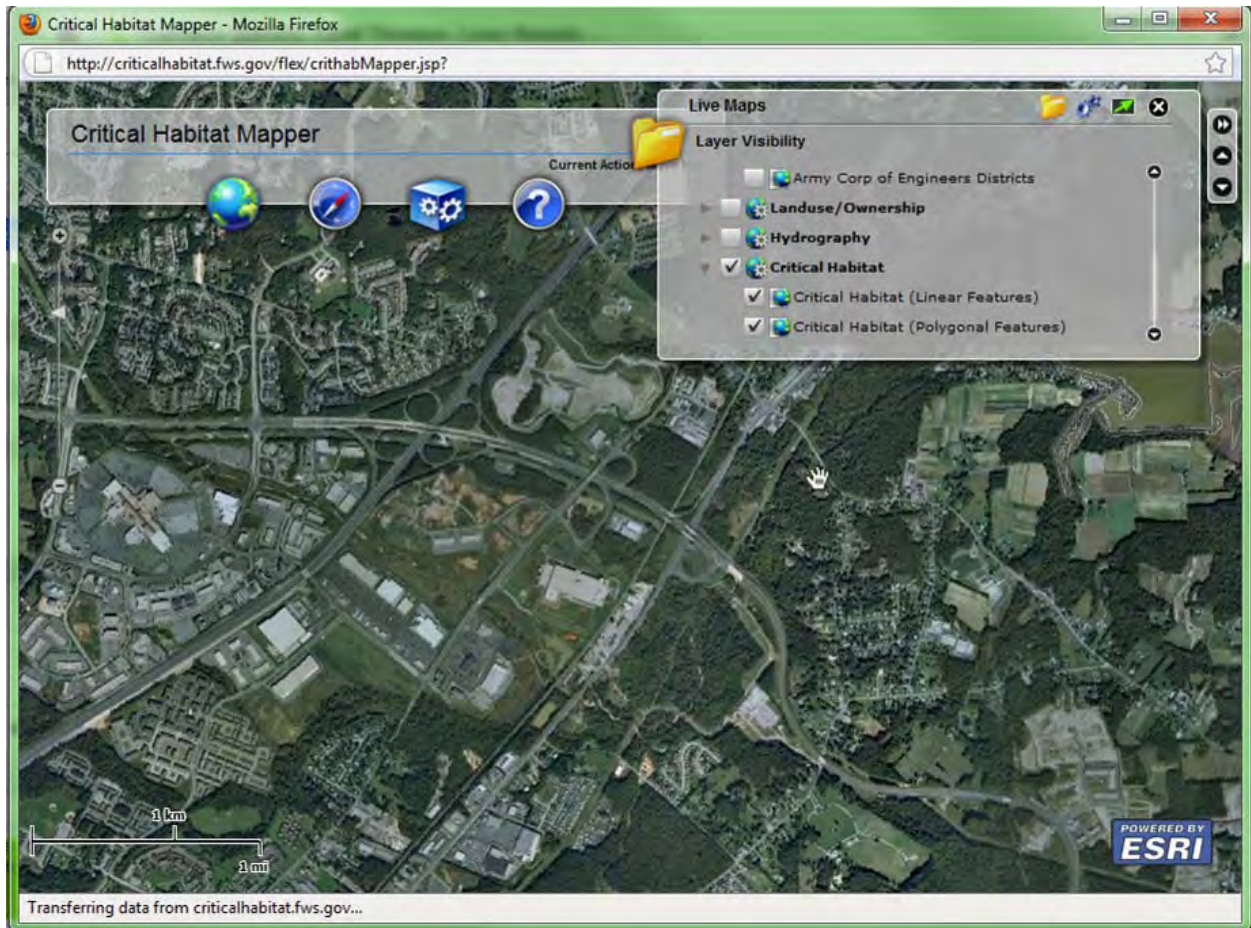 Critical Habitat Mapper - Mozilla Firefox
http://criticalhabitat.fws.gov/flex/crithabMapper.jsp?
Critical Habitat Mapper
Current Action
Live Maps
Layer Visibility
Army Corp of Engineers Districts
Landuse/Ownership
Hydrography
Critical Habitat
Critical Habitat (Linear Features)
Critical Habitat (Polygonal Features)
1 km
1 mi
POWERED BY
ESRI
Transferring data from criticalhabitat.fws.gov...